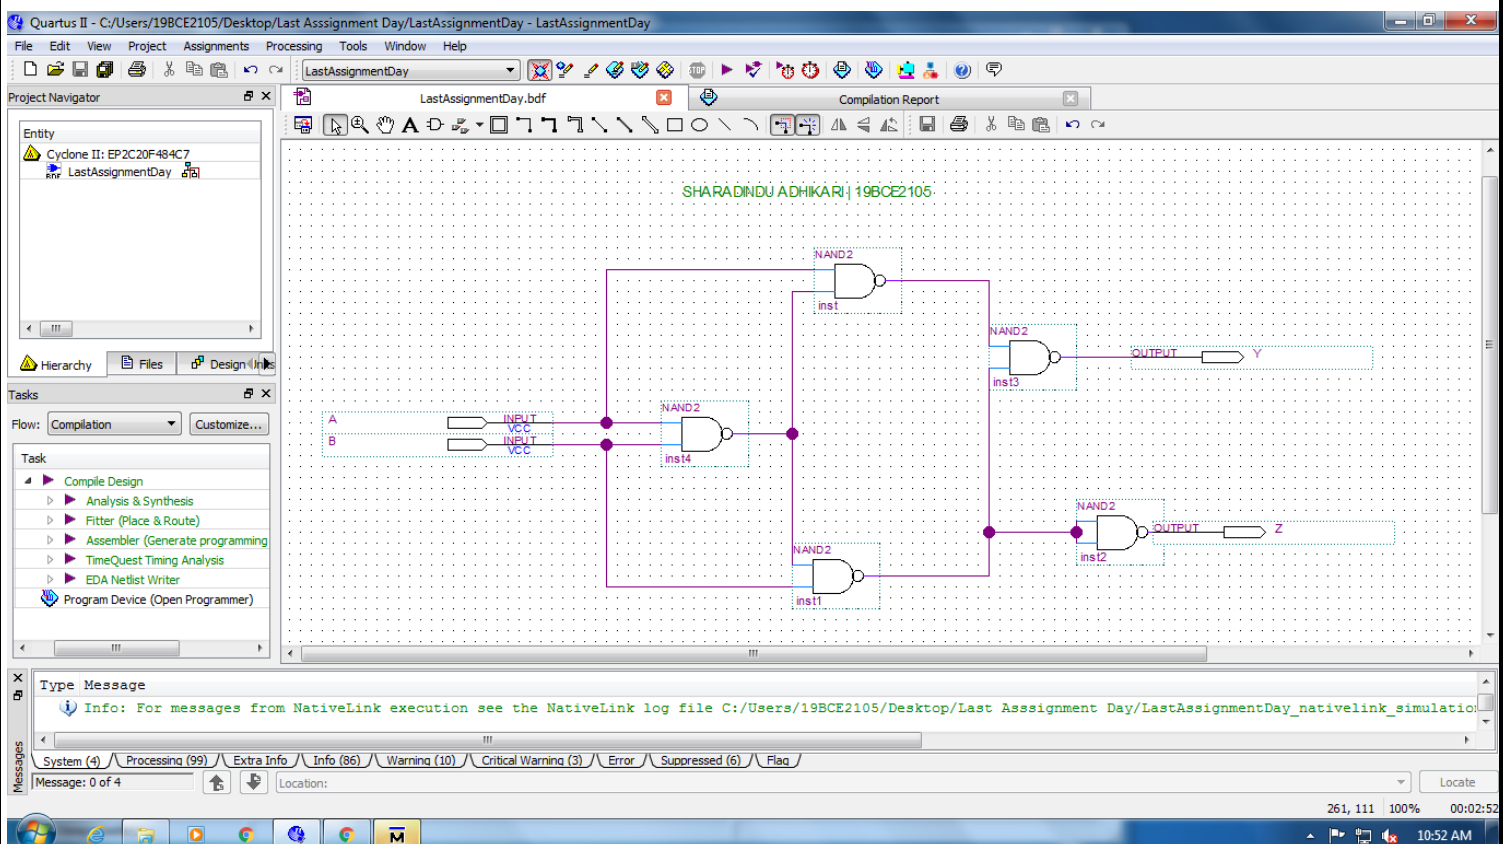 Quartus II - C:/Users/19BCE2105/Desktop/Last Asssignment Day/LastAssignmentDay - LastAssignmentDay
File Edit View Project Assignments Processing Tools Window Help
LastAssignmentDay
Project Navigator
LastAssignmentDay.bdf
Compilation Report
Entity
Cyclone II: EP2C20F484C7
LastAssignmentDay
Hierarchy Files Design Units
Tasks
Flow: Compilation Customize...
Task
Compile Design
Analysis & Synthesis
Fitter (Place & Route)
Assembler (Generate programming
TimeQuest Timing Analysis
EDA Netlist Writer
Program Device (Open Programmer)
SHARADINDU ADHIKARI | 19BCE2105
NAND2
inst
NAND2
inst3
OUTPUT Y
A INPUT
VCC
B INPUT
VCC
NAND2
inst4
NAND2
inst2
OUTPUT Z
NAND2
inst1
Messages
Type Message
Info: For messages from NativeLink execution see the NativeLink log file C:/Users/19BCE2105/Desktop/Last Asssignment Day/LastAssignmentDay_nativelink_simulation
System (4) Processing (99) Extra Info Info (86) Warning (10) Critical Warning (3) Error Suppressed (6) Flag
Message: 0 of 4 Location: Locate
261, 111 100% 00:02:52
10:52 AM